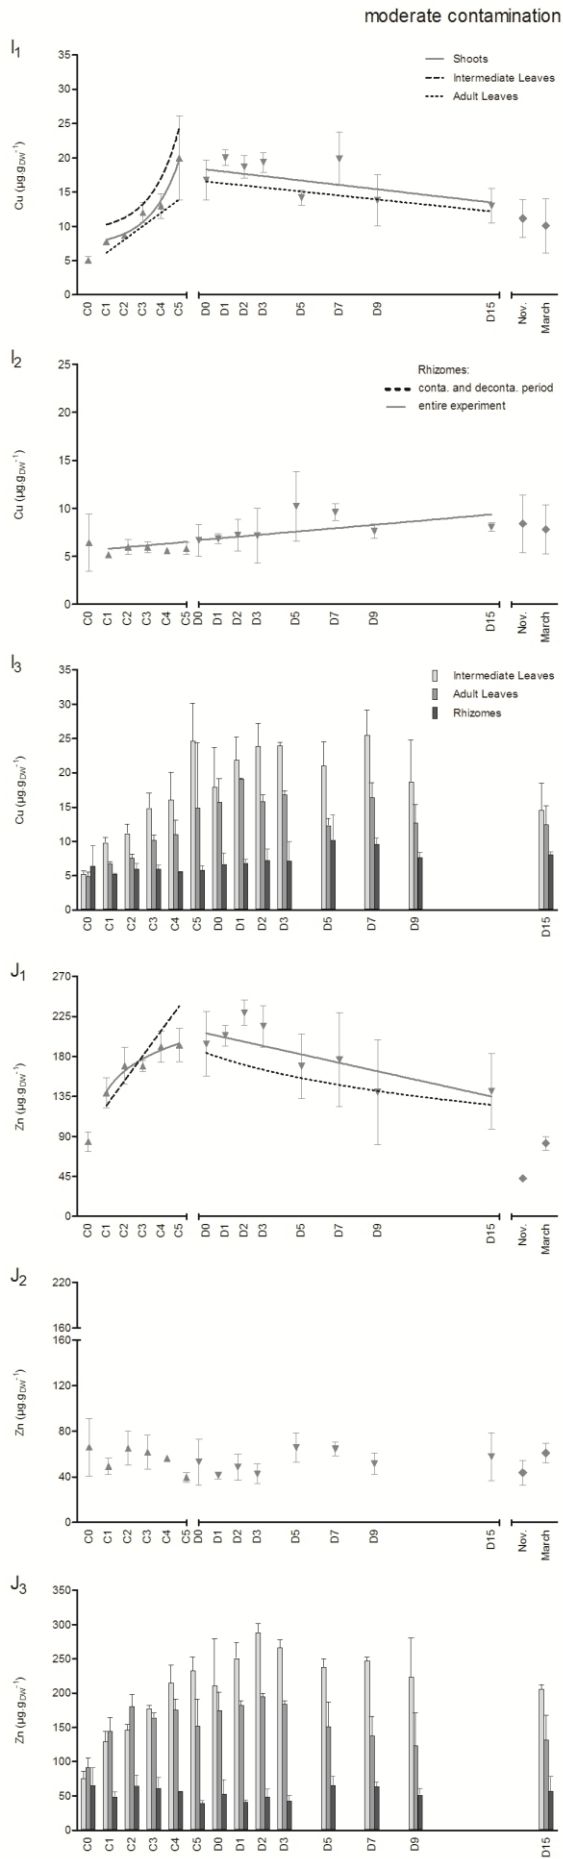 moderate contamination
I1
Shoots
Intermediate Leaves
Adult Leaves
Cu (µg.gDW-1)
35
30
25
20
15
10
5
0
C0 C1 C2 C3 C4 C5 D0 D1 D2 D3 D5 D7 D9 D15 Nov. March
I2
Rhizomes:
conta. and deconta. period
entire experiment
Cu (µg.gDW-1)
25
20
15
10
5
0
C0 C1 C2 C3 C4 C5 D0 D1 D2 D3 D5 D7 D9 D15 Nov. March
I3
Intermediate Leaves
Adult Leaves
Rhizomes
Cu (µg.gDW-1)
35
30
25
20
15
10
5
0
C0 C1 C2 C3 C4 C5 D0 D1 D2 D3 D5 D7 D9 D15
J1
Zn (µg.gDW-1)
270
225
180
135
90
45
0
C0 C1 C2 C3 C4 C5 D0 D1 D2 D3 D5 D7 D9 D15 Nov. March
J2
Zn (µg.gDW-1)
220
160
160
120
80
40
0
C0 C1 C2 C3 C4 C5 D0 D1 D2 D3 D5 D7 D9 D15 Nov. March
J3
Zn (µg.gDW-1)
350
300
250
200
150
100
50
0
C0 C1 C2 C3 C4 C5 D0 D1 D2 D3 D5 D7 D9 D15